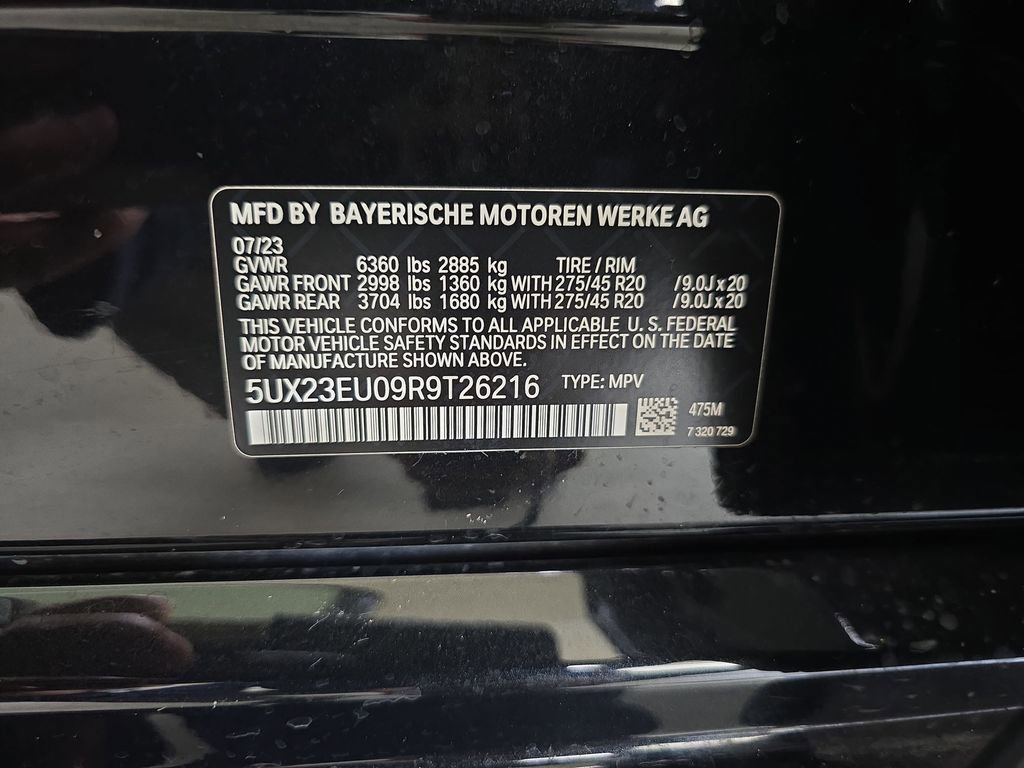 MFD BY BAYERISCHE MOTOREN WERKE AG
07/23
GVWR 6360 lbs 2885 kg TIRE / RIM
GAWR FRONT 2998 lbs 1360 kg WITH 275/45 R20 /9.0J x 20
GAWR REAR 3704 lbs 1680 kg WITH 275/45 R20 /9.0J x 20
THIS VEHICLE CONFORMS TO ALL APPLICABLE U. S. FEDERAL
MOTOR VEHICLE SAFETY STANDARDS IN EFFECT ON THE DATE
OF MANUFACTURE SHOWN ABOVE.
5UX23EU09R9T26216 TYPE: MPV
475M
7 320 729